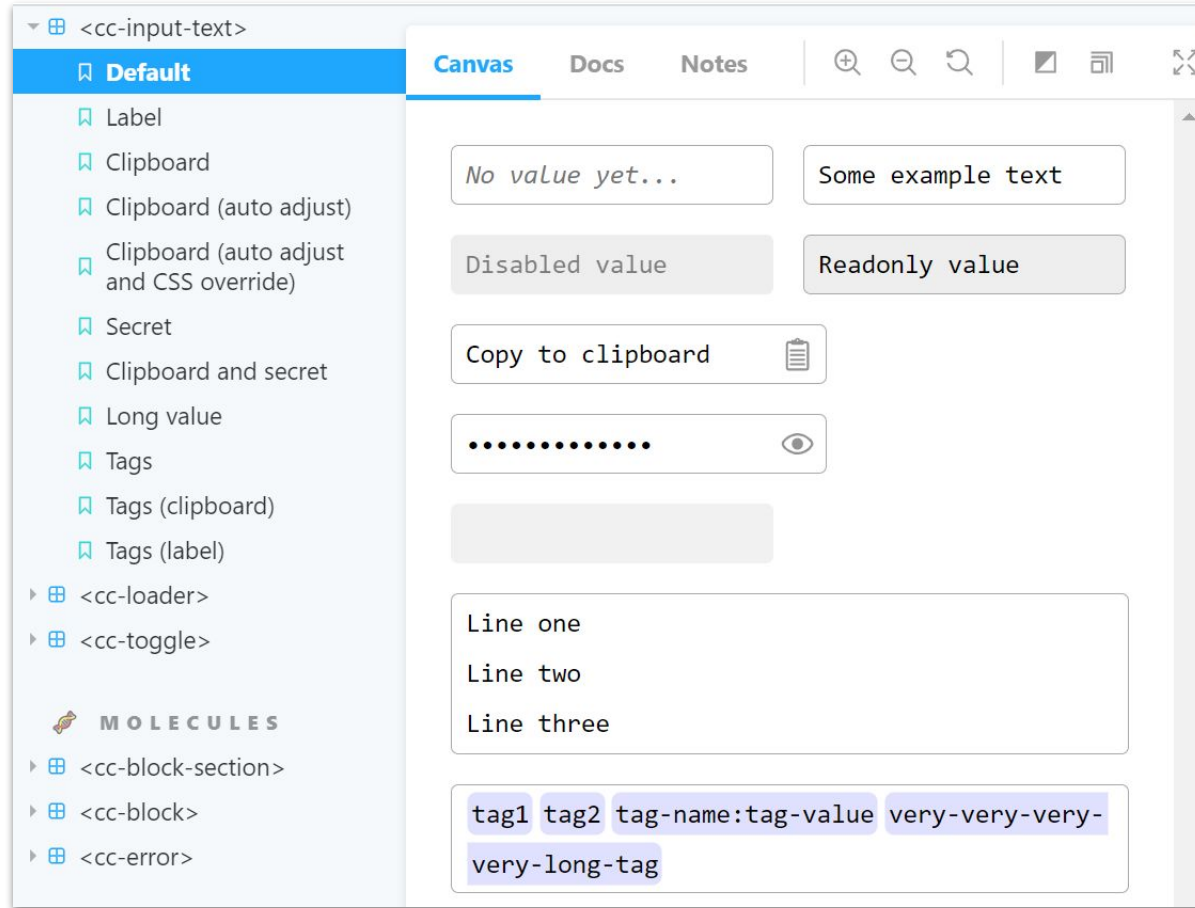 <cc-input-text>
Default
Label
Clipboard
Clipboard (auto adjust)
Clipboard (auto adjust
and CSS override)
Secret
Clipboard and secret
Long value
Tags
Tags (clipboard)
Tags (label)
<cc-loader>
<cc-toggle>
MOLECULES
<cc-block-section>
<cc-block>
<cc-error>
Canvas Docs Notes
No value yet... Some example text
Disabled value Readonly value
Copy to clipboard
•••••••••••••
Line one
Line two
Line three
tag1 tag2 tag-name:tag-value very-very-very-
very-long-tag